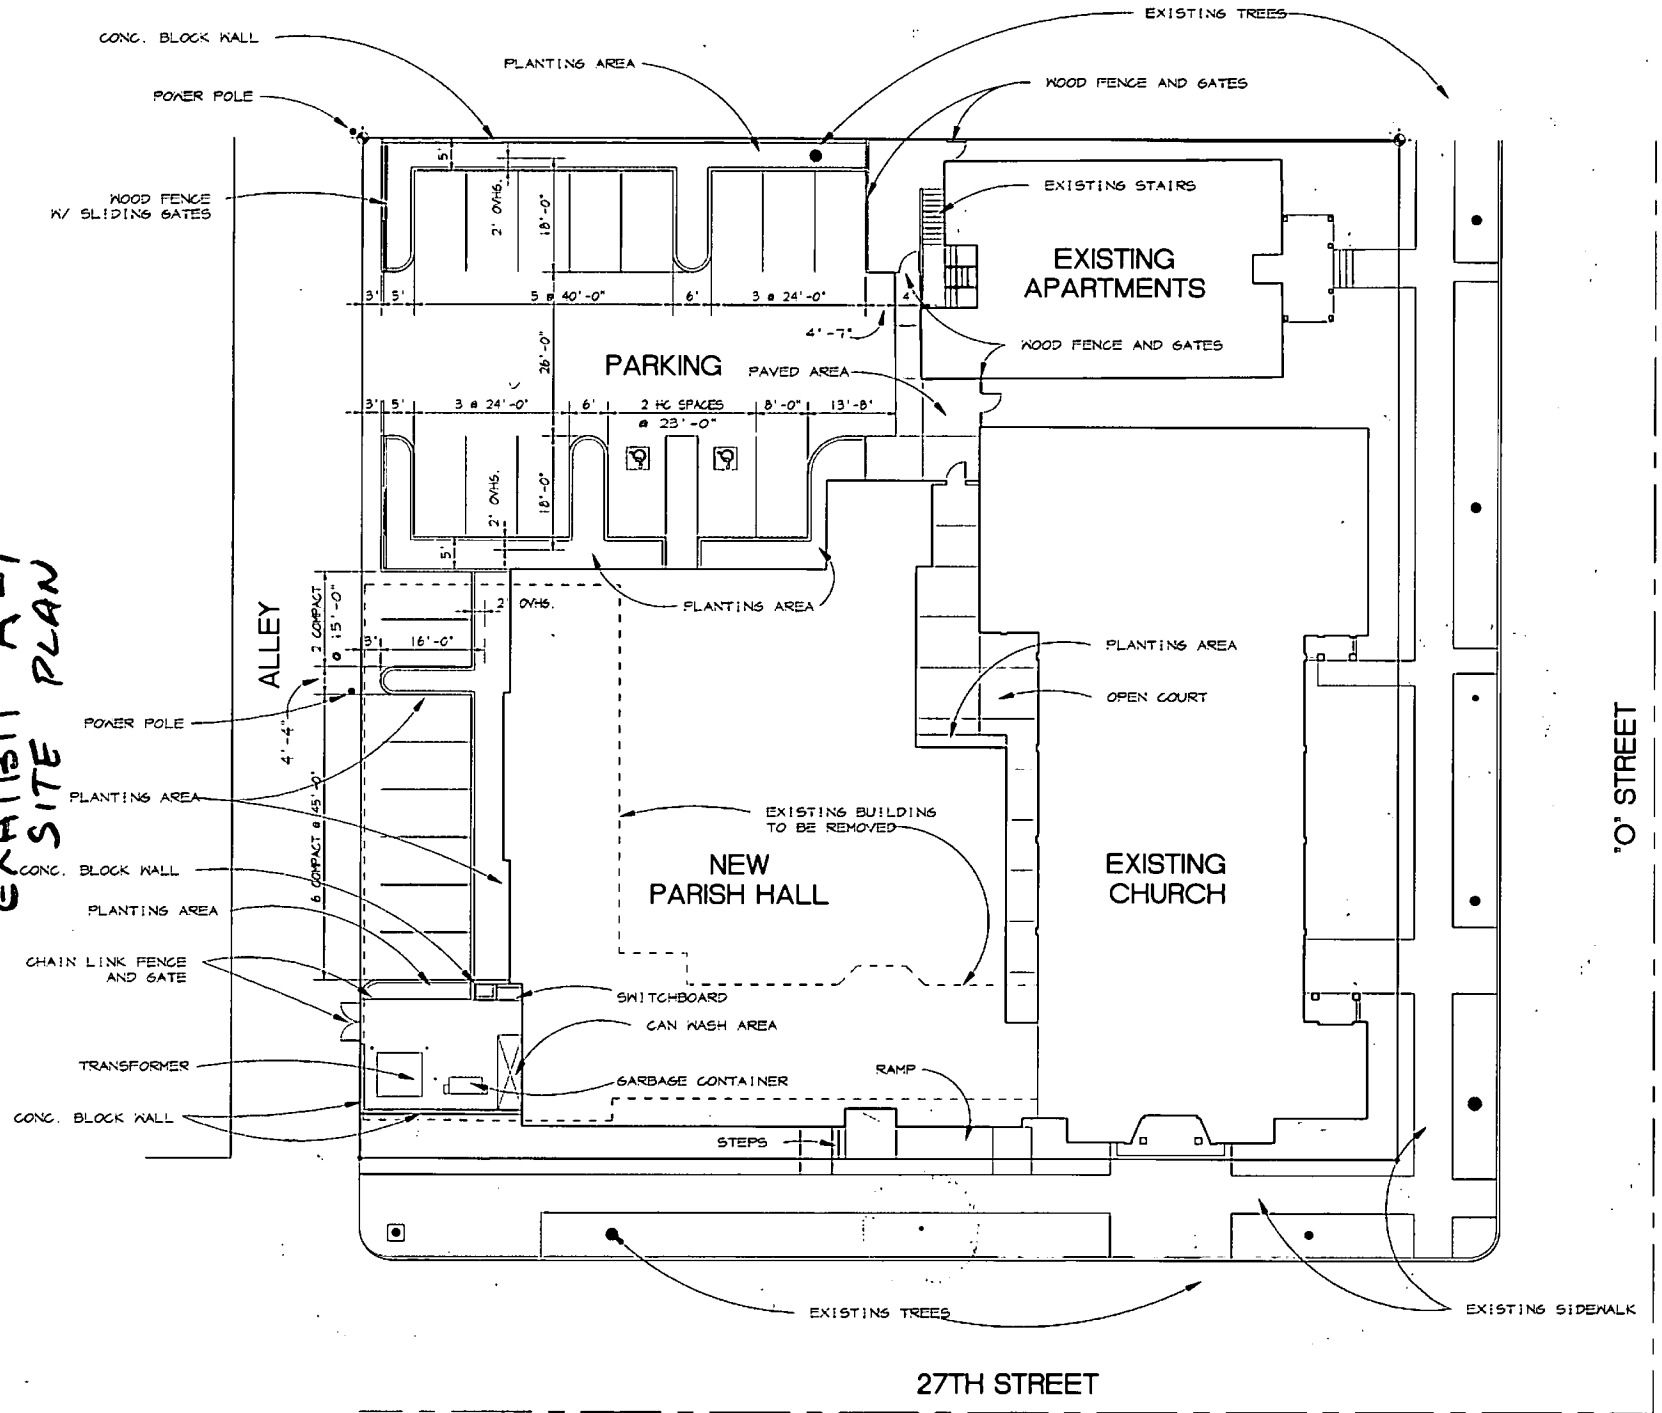 EXISTING TREES
CONC. BLOCK WALL
PLANTING AREA
WOOD FENCE AND GATES
POWER POLE
5'
2' OVHG.
18'-0"
EXISTING STAIRS
WOOD FENCE
W/ SLIDING GATES
EXISTING
APARTMENTS
3' 5' 5 @ 40'-0" 6' 3 @ 24'-0" 4'
4'-7"
WOOD FENCE AND GATES
26'-0"
PARKING
PAVED AREA
3' 5' 3 @ 24'-0" 6' 2 HC SPACES 8'-0" 13'-8"
@ 23'-0"
2' OVHG.
18'-0"
5'
EXHIBIT A-1
SITE PLAN
ALLEY
2 COMPACT
@ 15'-0"
2' OVHG.
PLANTING AREA
3' 16'-0"
PLANTING AREA
OPEN COURT
POWER POLE
4'-4"
"O" STREET
PLANTING AREA
6 COMPACT @ 45'-0"
EXISTING BUILDING
TO BE REMOVED
CONC. BLOCK WALL
NEW
PARISH HALL
EXISTING
CHURCH
PLANTING AREA
CHAIN LINK FENCE
AND GATE
SWITCHBOARD
CAN WASH AREA
TRANSFORMER
GARBAGE CONTAINER
RAMP
CONC. BLOCK WALL
STEPS
EXISTING TREES
EXISTING SIDEWALK
27TH STREET